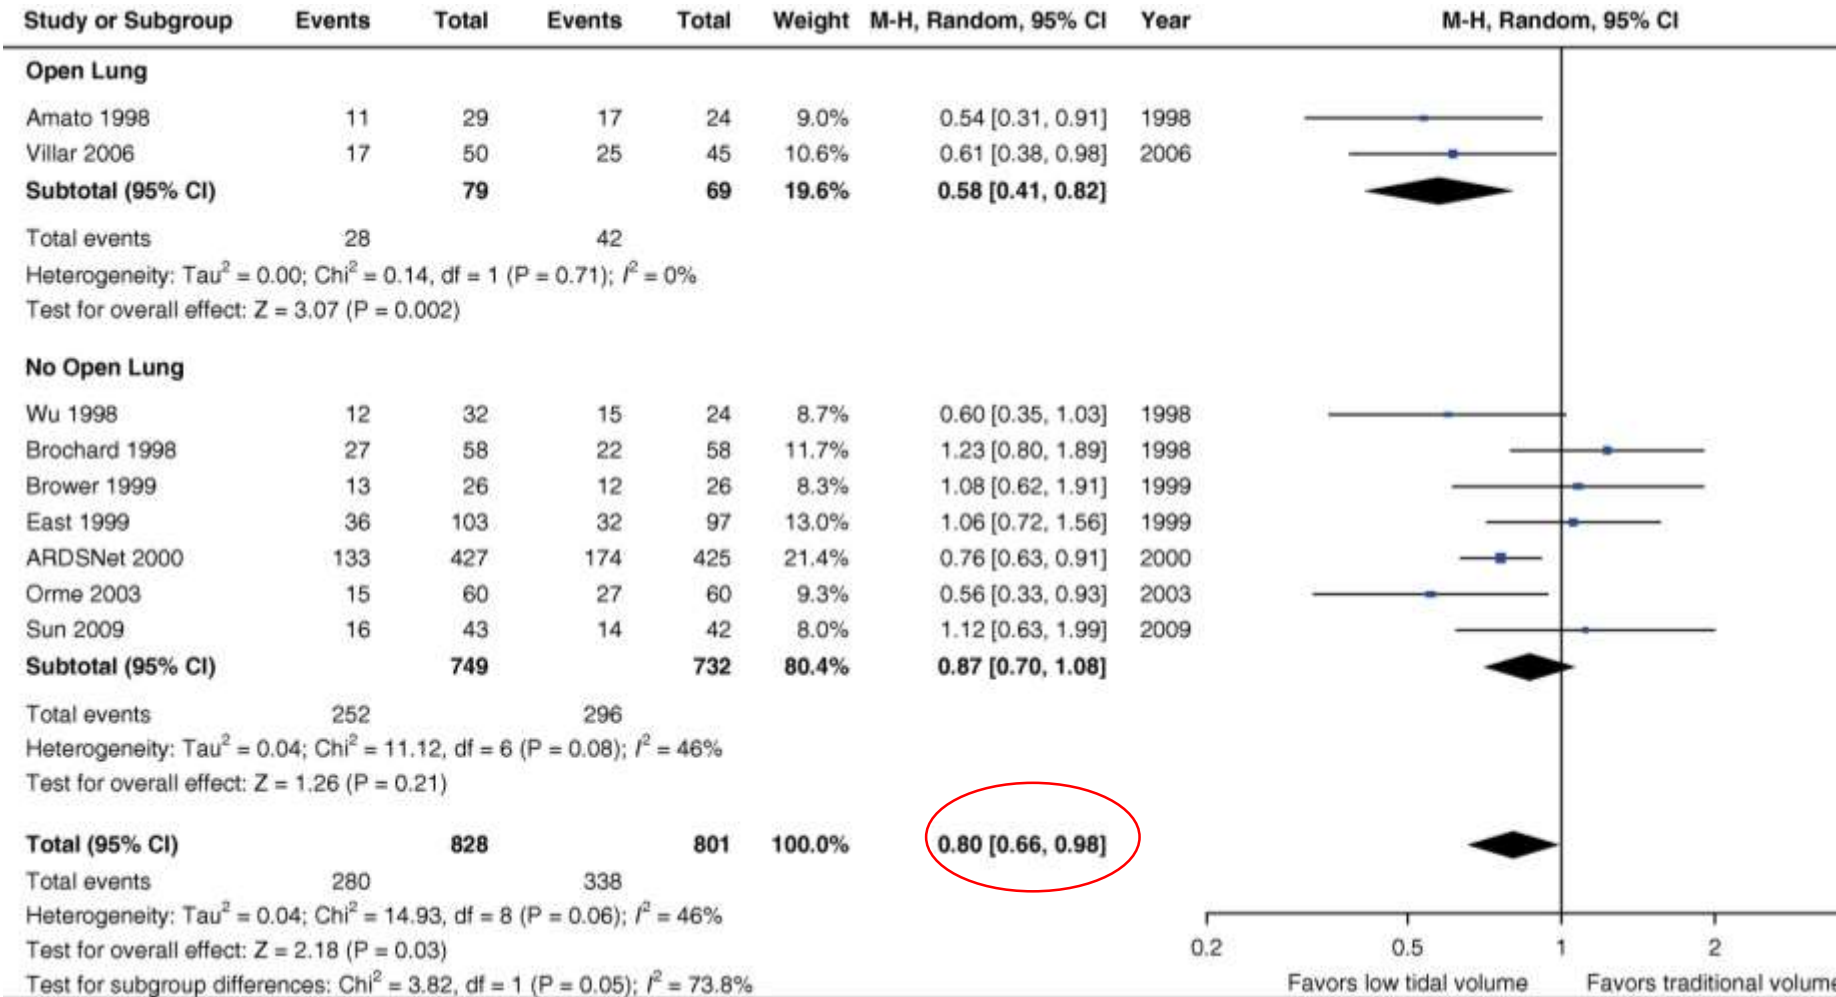 Study or Subgroup Events Total Events Total Weight M-H, Random, 95% CI Year M-H, Random, 95% CI
Open Lung
Amato 1998 11 29 17 24 9.0% 0.54 [0.31, 0.91] 1998
Villar 2006 17 50 25 45 10.6% 0.61 [0.38, 0.98] 2006
Subtotal (95% CI) 79 69 19.6% 0.58 [0.41, 0.82]
Total events 28 42
Heterogeneity: Tau² = 0.00; Chi² = 0.14, df = 1 (P = 0.71); I² = 0%
Test for overall effect: Z = 3.07 (P = 0.002)
No Open Lung
Wu 1998 12 32 15 24 8.7% 0.60 [0.35, 1.03] 1998
Brochard 1998 27 58 22 58 11.7% 1.23 [0.80, 1.89] 1998
Brower 1999 13 26 12 26 8.3% 1.08 [0.62, 1.91] 1999
East 1999 36 103 32 97 13.0% 1.06 [0.72, 1.56] 1999
ARDSNet 2000 133 427 174 425 21.4% 0.76 [0.63, 0.91] 2000
Orme 2003 15 60 27 60 9.3% 0.56 [0.33, 0.93] 2003
Sun 2009 16 43 14 42 8.0% 1.12 [0.63, 1.99] 2009
Subtotal (95% CI) 749 732 80.4% 0.87 [0.70, 1.08]
Total events 252 296
Heterogeneity: Tau² = 0.04; Chi² = 11.12, df = 6 (P = 0.08); I² = 46%
Test for overall effect: Z = 1.26 (P = 0.21)
Total (95% CI) 828 801 100.0% 0.80 [0.66, 0.98]
Total events 280 338
Heterogeneity: Tau² = 0.04; Chi² = 14.93, df = 8 (P = 0.06); I² = 46%
Test for overall effect: Z = 2.18 (P = 0.03)
0.2 0.5 1 2
Test for subgroup differences: Chi² = 3.82, df = 1 (P = 0.05); I² = 73.8%
Favors low tidal volume Favors traditional volume